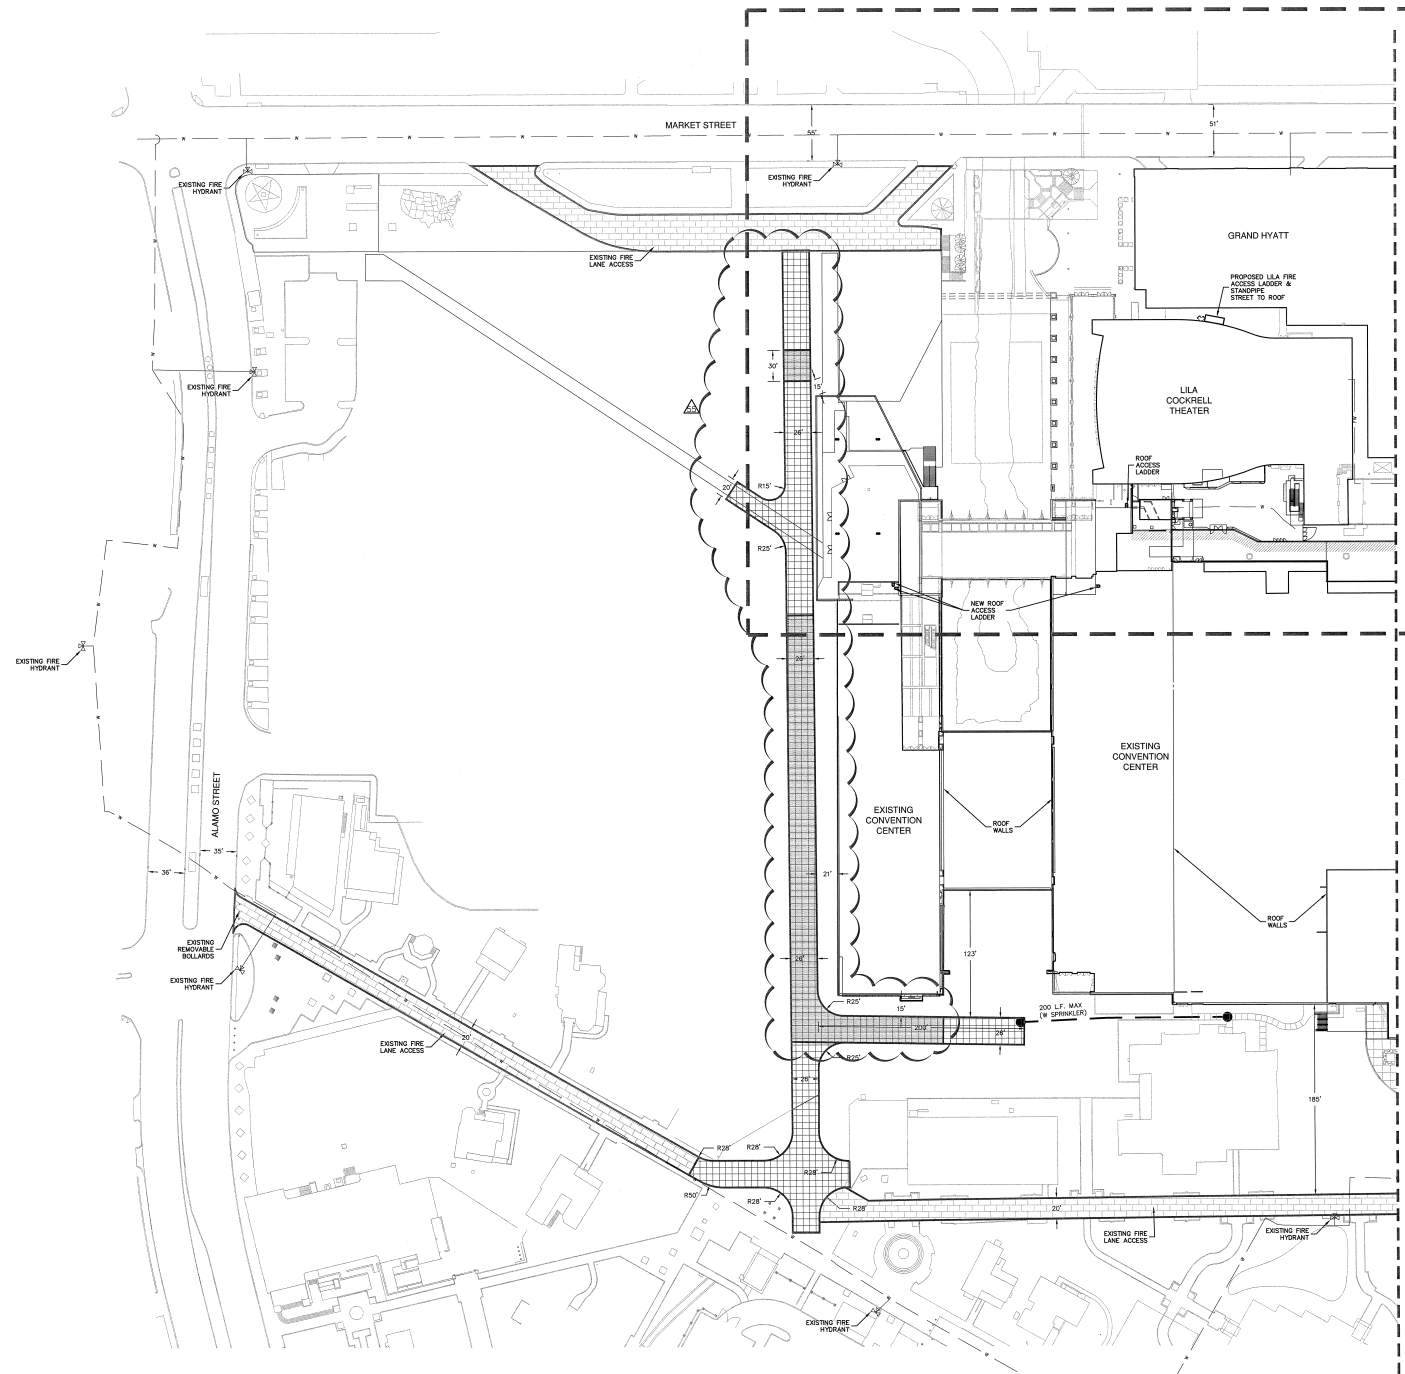 MARKET STREET
55'
51'
EXISTING FIRE
HYDRANT
EXISTING FIRE
HYDRANT
GRAND HYATT
EXISTING FIRE
LANE ACCESS
PROPOSED LILA FIRE
ACCESS LADDER &
STANDPIPE
STREET TO ROOF
30'
15'
EXISTING FIRE
HYDRANT
LILA
COCKRELL
THEATER
55
26'
ROOF
ACCESS
LADDER
R15'
20'
R25'
NEW ROOF
ACCESS
LADDER
EXISTING FIRE
HYDRANT
26'
EXISTING
CONVENTION
CENTER
ALAMO STREET
EXISTING
CONVENTION
CENTER
ROOF
WALLS
35'
36'
21'
ROOF
WALLS
EXISTING
REMOVABLE
BOLLARDS
EXISTING FIRE
HYDRANT
26'
123'
R25'
15'
200 L.F. MAX
(W SPRINKLER)
200'
26'
EXISTING FIRE
LANE ACCESS
20'
R25'
26'
185'
R28'
R28'
R28'
R50'
R28'
R28'
20'
EXISTING FIRE
LANE ACCESS
EXISTING FIRE
HYDRANT
EXISTING FIRE
HYDRANT